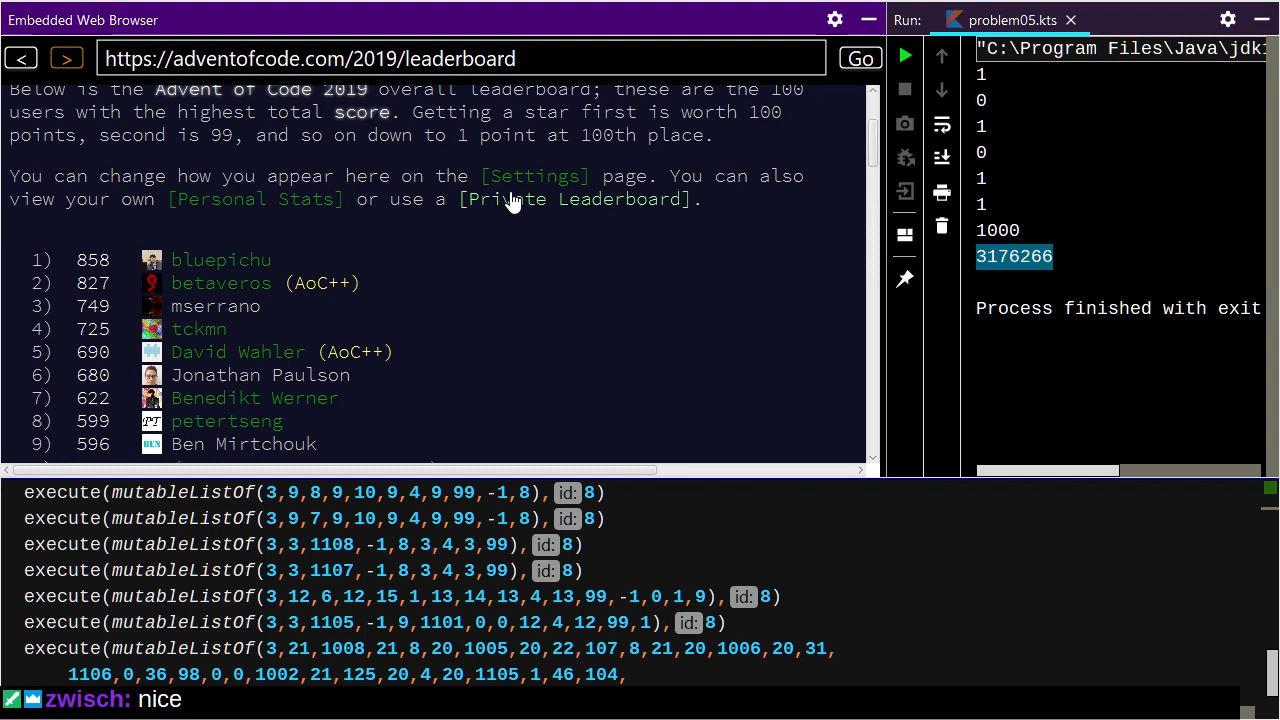 Embedded Web Browser
< > https://adventofcode.com/2019/leaderboard Go
Below is the Advent of Code 2019 overall leaderboard; these are the 100
users with the highest total score. Getting a star first is worth 100
points, second is 99, and so on down to 1 point at 100th place.
You can change how you appear here on the [Settings] page. You can also
view your own [Personal Stats] or use a [Private Leaderboard].
1) 858 bluepichu
2) 827 betaveros (AoC++)
3) 749 mserrano
4) 725 tckmn
5) 690 David Wahler (AoC++)
6) 680 Jonathan Paulson
7) 622 Benedikt Werner
8) 599 PT petertseng
9) 596 BEN Ben Mirtchouk
Run: problem05.kts
"C:\Program Files\Java\jdk1
1
0
1
0
1
1
1000
3176266
Process finished with exit
execute(mutableListOf(3,9,8,9,10,9,4,9,99,-1,8), id: 8)
execute(mutableListOf(3,9,7,9,10,9,4,9,99,-1,8), id: 8)
execute(mutableListOf(3,3,1108,-1,8,3,4,3,99), id: 8)
execute(mutableListOf(3,3,1107,-1,8,3,4,3,99), id: 8)
execute(mutableListOf(3,12,6,12,15,1,13,14,13,4,13,99,-1,0,1,9), id: 8)
execute(mutableListOf(3,3,1105,-1,9,1101,0,0,12,4,12,99,1), id: 8)
execute(mutableListOf(3,21,1008,21,8,20,1005,20,22,107,8,21,20,1006,20,31,
1106,0,36,98,0,0,1002,21,125,20,4,20,1105,1,46,104,
zwisch: nice